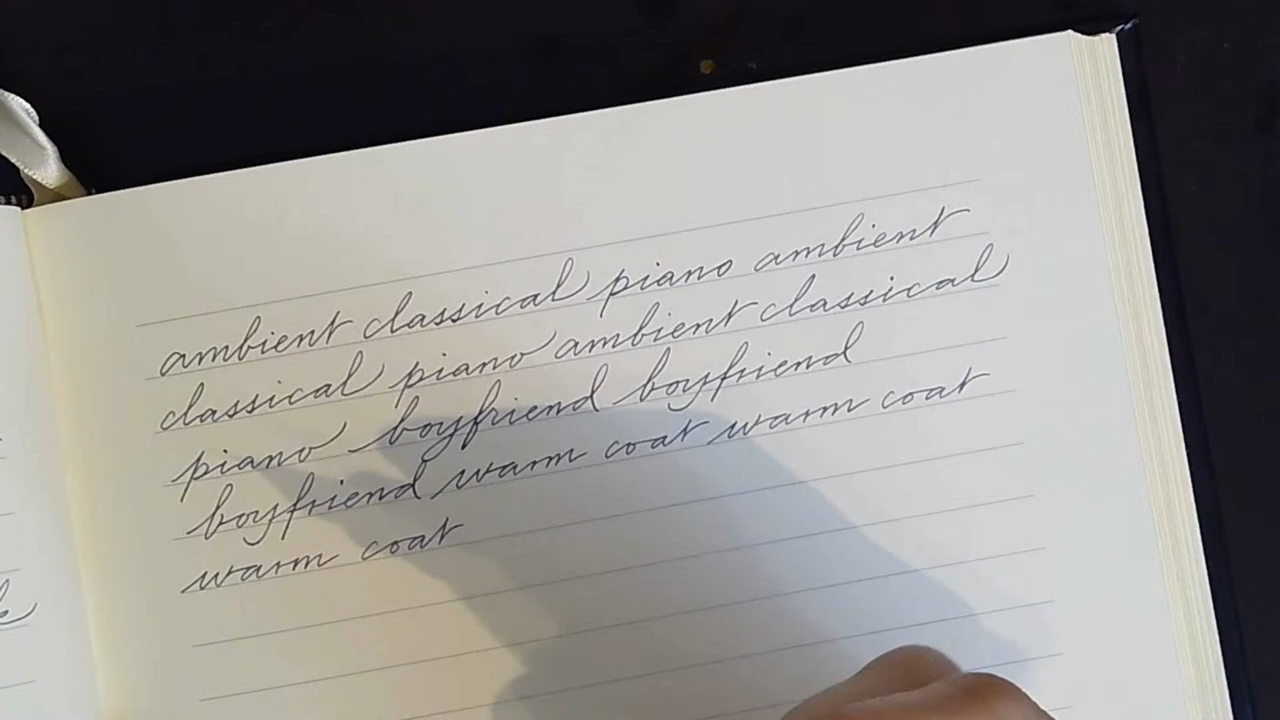 ambient classical piano ambient
classical piano ambient classical
piano boyfriend boyfriend
boyfriend warm coat warm coat
warm coat